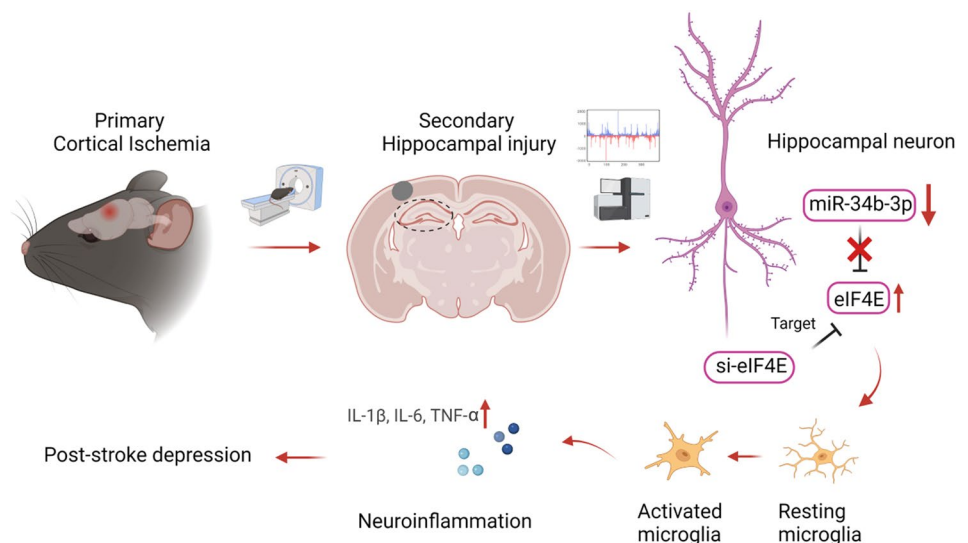 Primary
Cortical Ischemia
Secondary
Hippocampal injury
0
Hippocampal neuron
miR-34b-3p
eIF4E
Target
si-eIF4E
IL-1β, IL-6, TNF-α
Post-stroke depression
Neuroinflammation
Activated
microglia
Resting
microglia